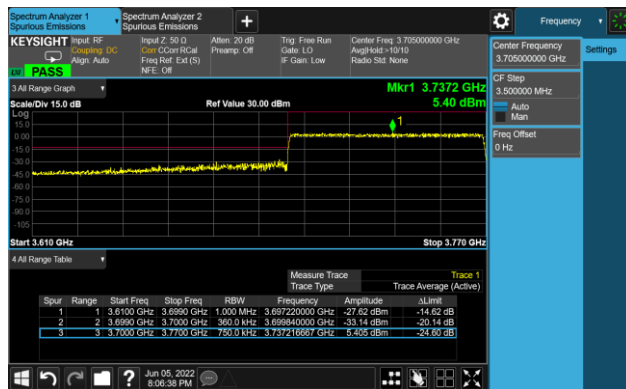 Spectrum Analyzer 1
Spurious Emissions
Spectrum Analyzer 2
Spurious Emissions
+
Frequency
KEYSIGHT
Input: RF
Coupling: DC
Align: Auto
Input Z: 50 Ω
Corr CCorr RCal
Freq Ref: Ext (S)
NFE: Off
Atten: 20 dB
Preamp: Off
Trig: Free Run
Gate: LO
IF Gain: Low
Center Freq: 3.705000000 GHz
Avg|Hold:>10/10
Radio Std: None
PASS
Center Frequency
3.705000000 GHz
Settings
CF Step
3.500000 MHz
Auto
Man
Freq Offset
0 Hz
3 All Range Graph
Mkr1 3.7372 GHz
5.40 dBm
Scale/Div 15.0 dB
Ref Value 30.00 dBm
Log
15.0
0.00
-15.0
-30.0
-45.0
-60.0
-75.0
-90.0
-105
1
Start 3.610 GHz
Stop 3.770 GHz
4 All Range Table
Measure Trace Trace 1
Trace Type Trace Average (Active)
Spur Range Start Freq Stop Freq RBW Frequency Amplitude ΔLimit
1 1 3.6100 GHz 3.6990 GHz 1.000 MHz 3.697220000 GHz -27.62 dBm -14.62 dB
2 2 3.6990 GHz 3.7000 GHz 360.0 kHz 3.699840000 GHz -33.14 dBm -20.14 dB
3 3 3.7000 GHz 3.7700 GHz 750.0 kHz 3.737216667 GHz 5.405 dBm -24.60 dB
?
Jun 05, 2022
8:06:38 PM